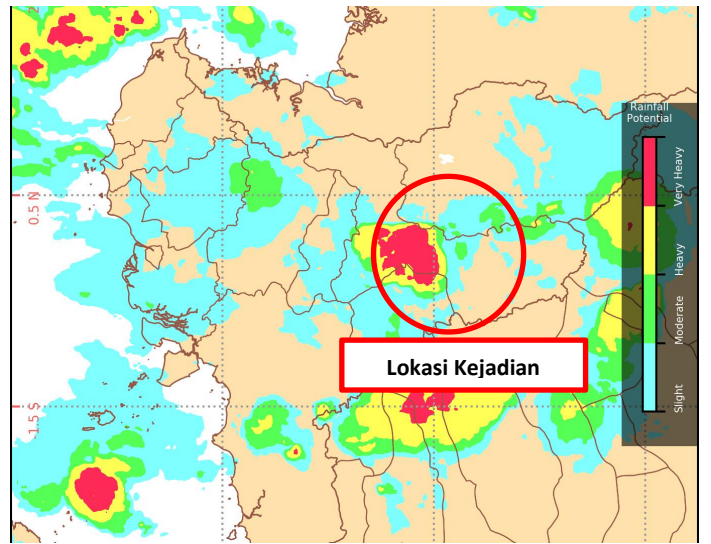 Rainfall
Potential
Very Heavy
Heavy
Moderate
Slight
0.5 N
Lokasi Kejadian
-1.5 S